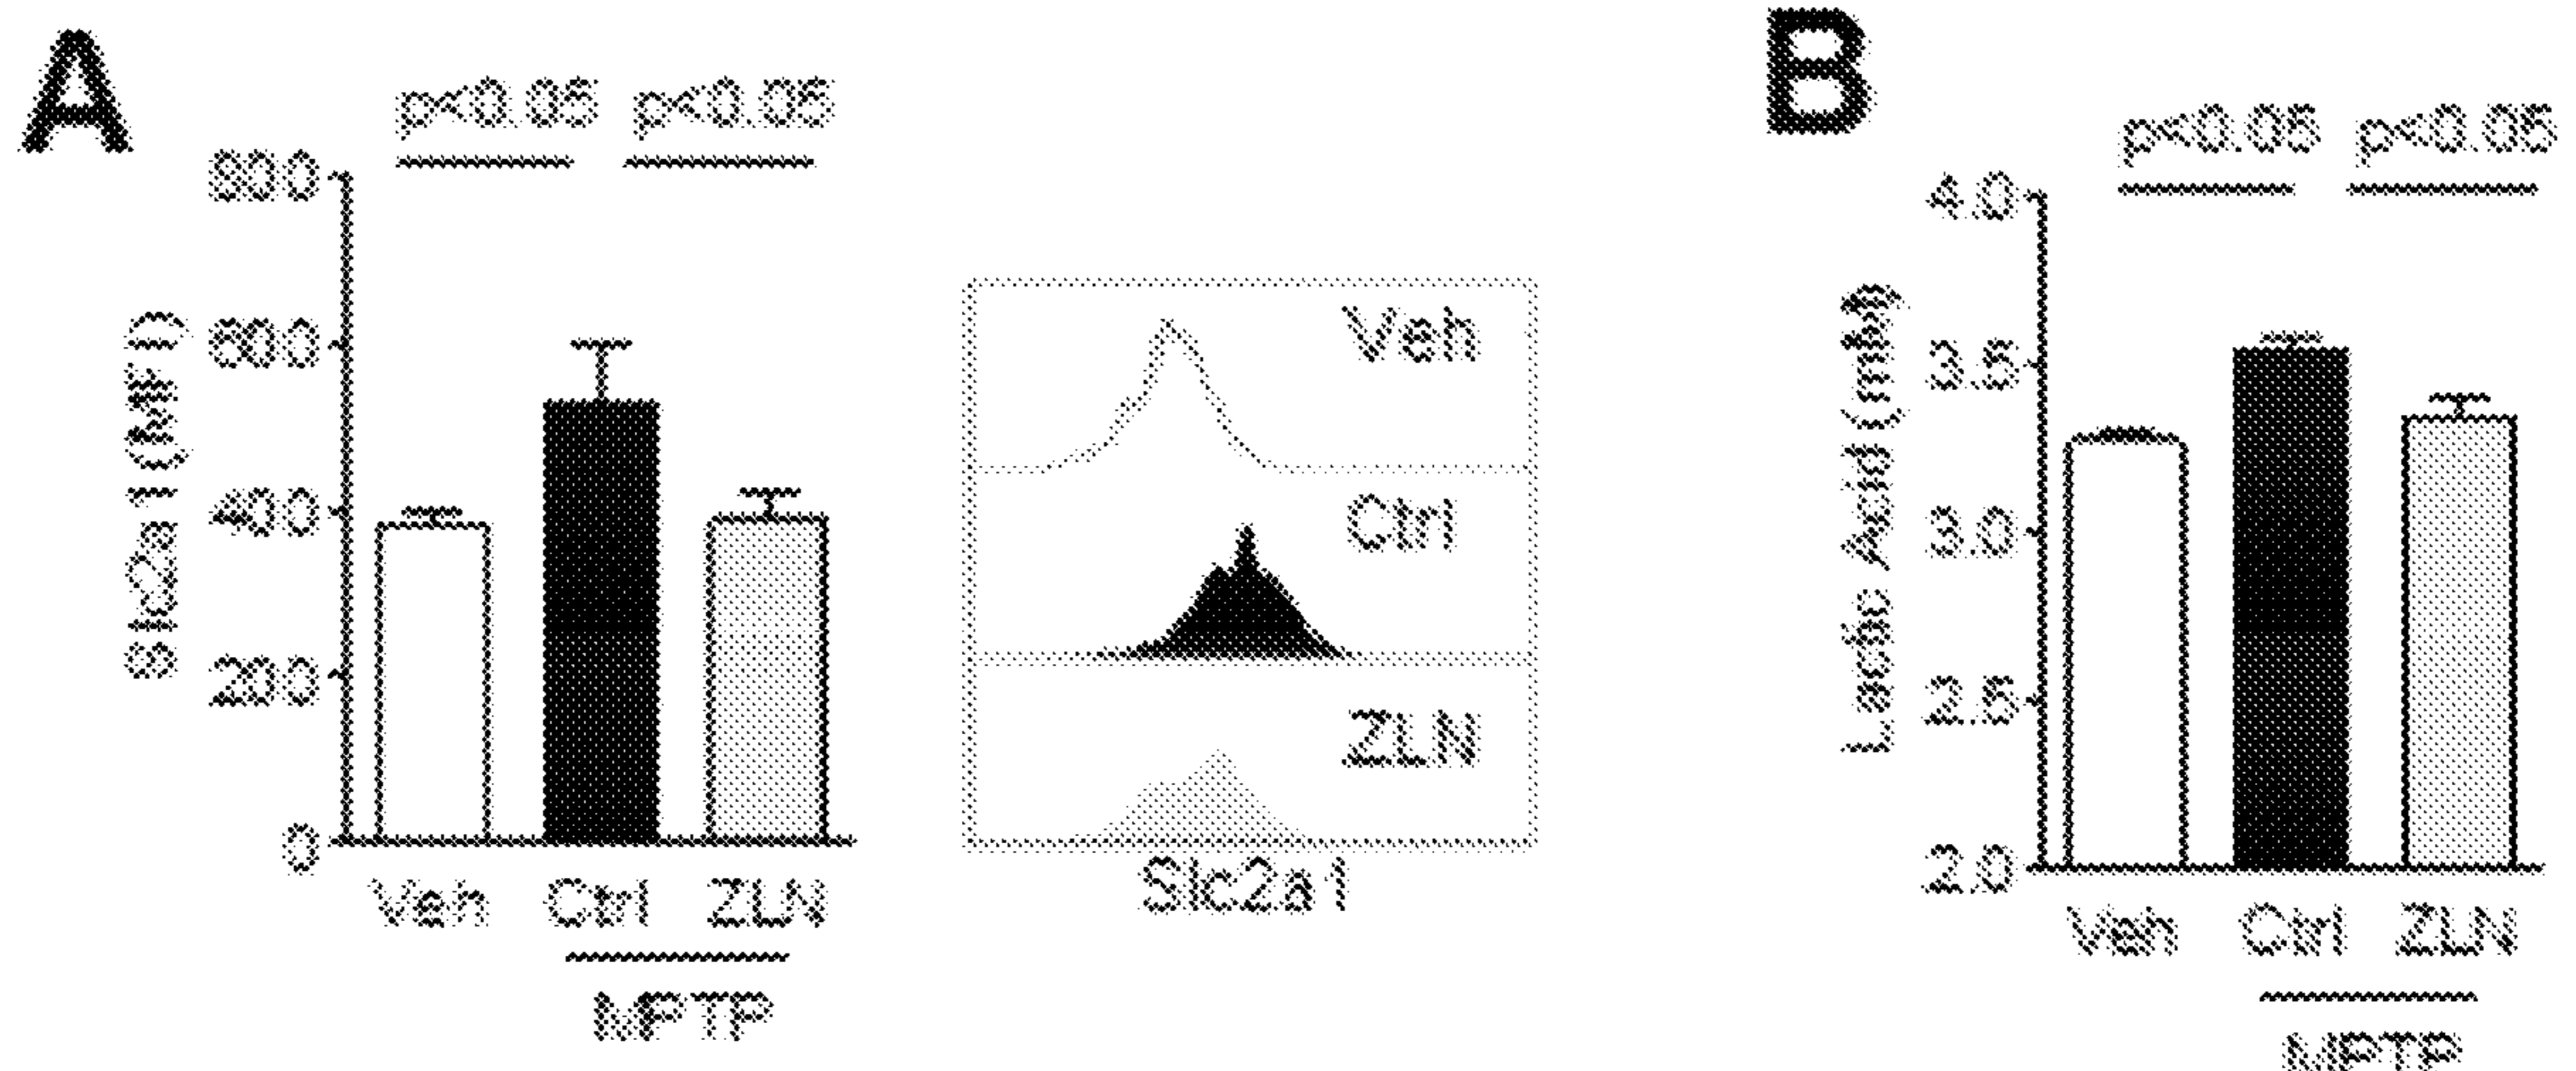 A
p<0.05 p<0.05
800
600
400
200
0
Slc2a1 (MFI)
Veh Ctrl ZLN
MPTP
Veh
Ctrl
ZLN
Slc2a1
B
p<0.05 p<0.05
4.0
3.5
3.0
2.5
2.0
Lactic Acid (mM)
Veh Ctrl ZLN
MPTP